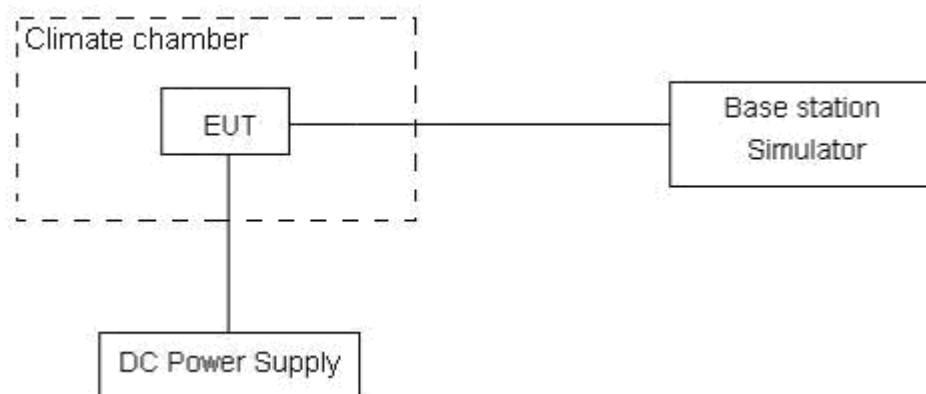 Climate chamber
EUT
Base station
Simulator
DC Power Supply